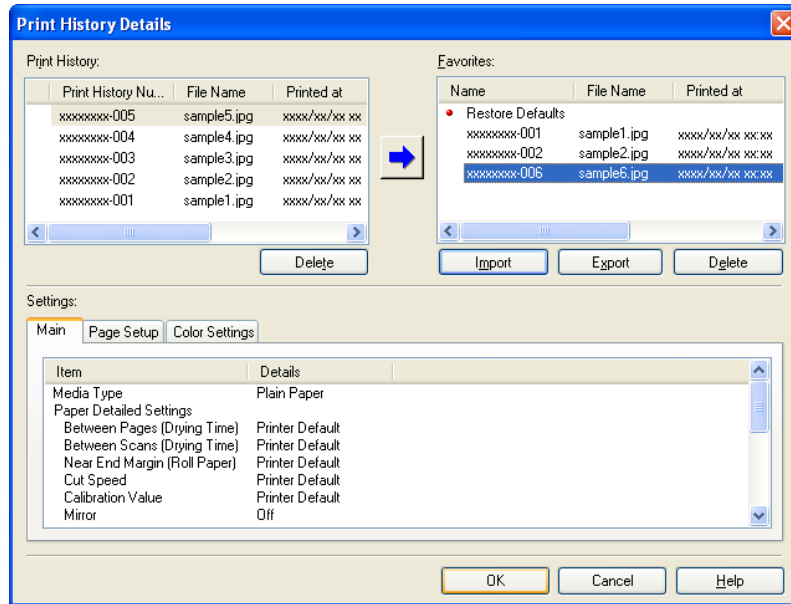 Print History Details
Print History: Favorites:
Print History Nu... File Name Printed at
xxxxxxxx-005 sample5.jpg xxxx/xx/xx xx
xxxxxxxx-004 sample4.jpg xxxx/xx/xx xx
xxxxxxxx-003 sample3.jpg xxxx/xx/xx xx
xxxxxxxx-002 sample2.jpg xxxx/xx/xx xx
xxxxxxxx-001 sample1.jpg xxxx/xx/xx xx
Delete
Name File Name Printed at
Restore Defaults
xxxxxxxx-001 sample1.jpg xxxx/xx/xx xx:xx
xxxxxxxx-002 sample2.jpg xxxx/xx/xx xx:xx
xxxxxxxx-006 sample6.jpg xxxx/xx/xx xx:xx
Import Export Delete
Settings:
Main Page Setup Color Settings
Item Details
Media Type Plain Paper
Paper Detailed Settings
Between Pages (Drying Time) Printer Default
Between Scans (Drying Time) Printer Default
Near End Margin (Roll Paper) Printer Default
Cut Speed Printer Default
Calibration Value Printer Default
Mirror Off
OK Cancel Help